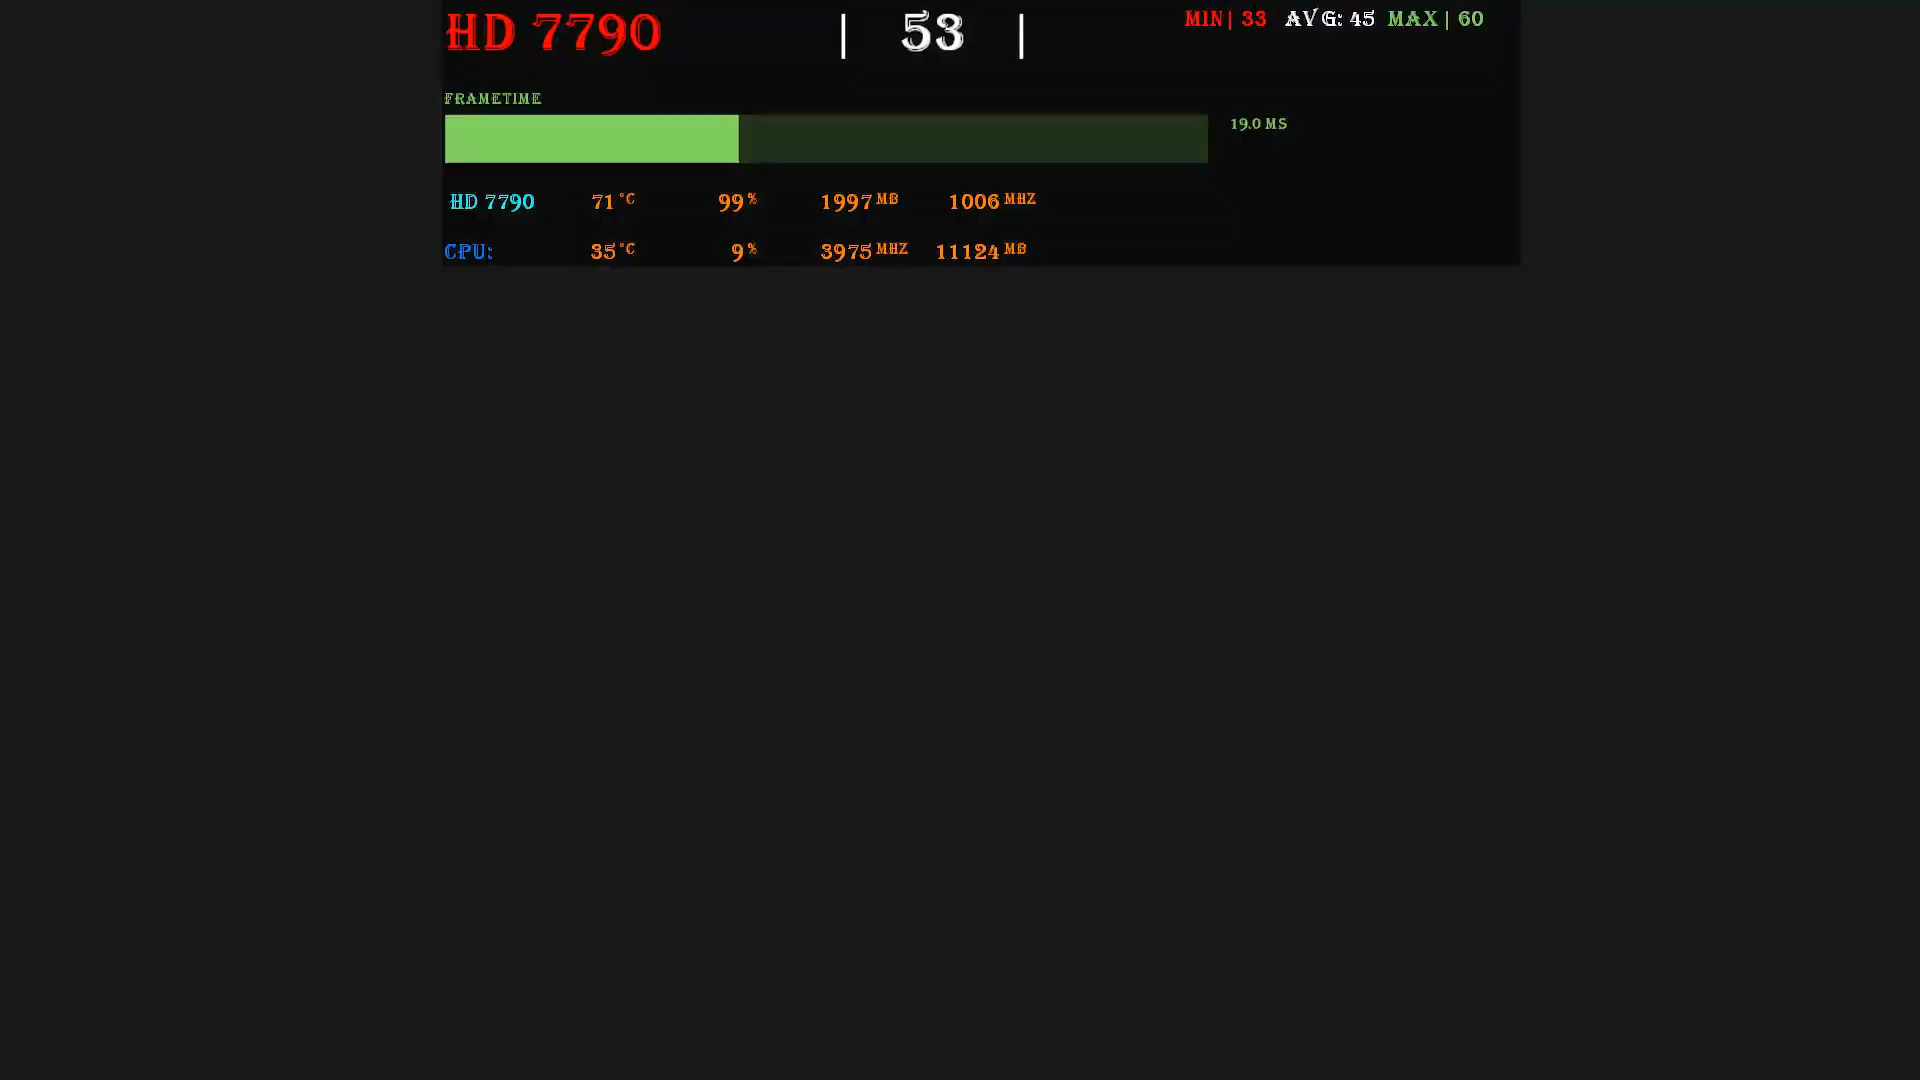 HD 7790 | 53 | MIN| 33 AVG: 45 MAX | 60
FRAMETIME
19.0 MS
HD 7790 71 °C 99 % 1997 MB 1006 MHZ
CPU: 35 °C 9 % 3975 MHZ 11124 MB